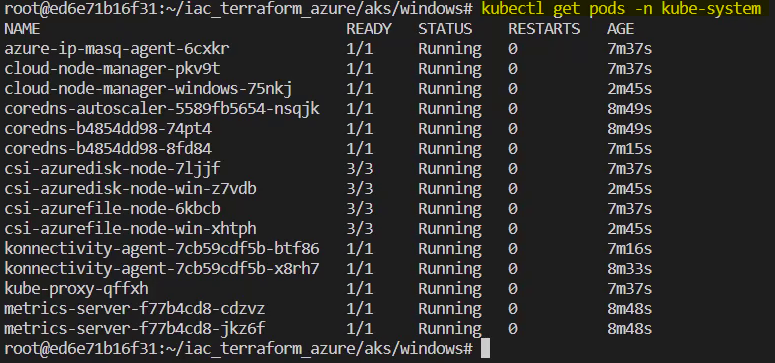 root@ed6e71b16f31:~/iac_terraform_azure/aks/windows# kubectl get pods -n kube-system
NAME READY STATUS RESTARTS AGE
azure-ip-masq-agent-6cxkr 1/1 Running 0 7m37s
cloud-node-manager-pkv9t 1/1 Running 0 7m37s
cloud-node-manager-windows-75nkj 1/1 Running 0 2m45s
coredns-autoscaler-5589fb5654-nsqjk 1/1 Running 0 8m49s
coredns-b4854dd98-74pt4 1/1 Running 0 8m49s
coredns-b4854dd98-8fd84 1/1 Running 0 7m15s
csi-azuredisk-node-7ljjf 3/3 Running 0 7m37s
csi-azuredisk-node-win-z7vdb 3/3 Running 0 2m45s
csi-azurefile-node-6kbcb 3/3 Running 0 7m37s
csi-azurefile-node-win-xhtph 3/3 Running 0 2m45s
konnectivity-agent-7cb59cdf5b-btf86 1/1 Running 0 7m16s
konnectivity-agent-7cb59cdf5b-x8rh7 1/1 Running 0 8m33s
kube-proxy-qffxh 1/1 Running 0 7m37s
metrics-server-f77b4cd8-cdzvz 1/1 Running 0 8m48s
metrics-server-f77b4cd8-jkz6f 1/1 Running 0 8m48s
root@ed6e71b16f31:~/iac_terraform_azure/aks/windows#